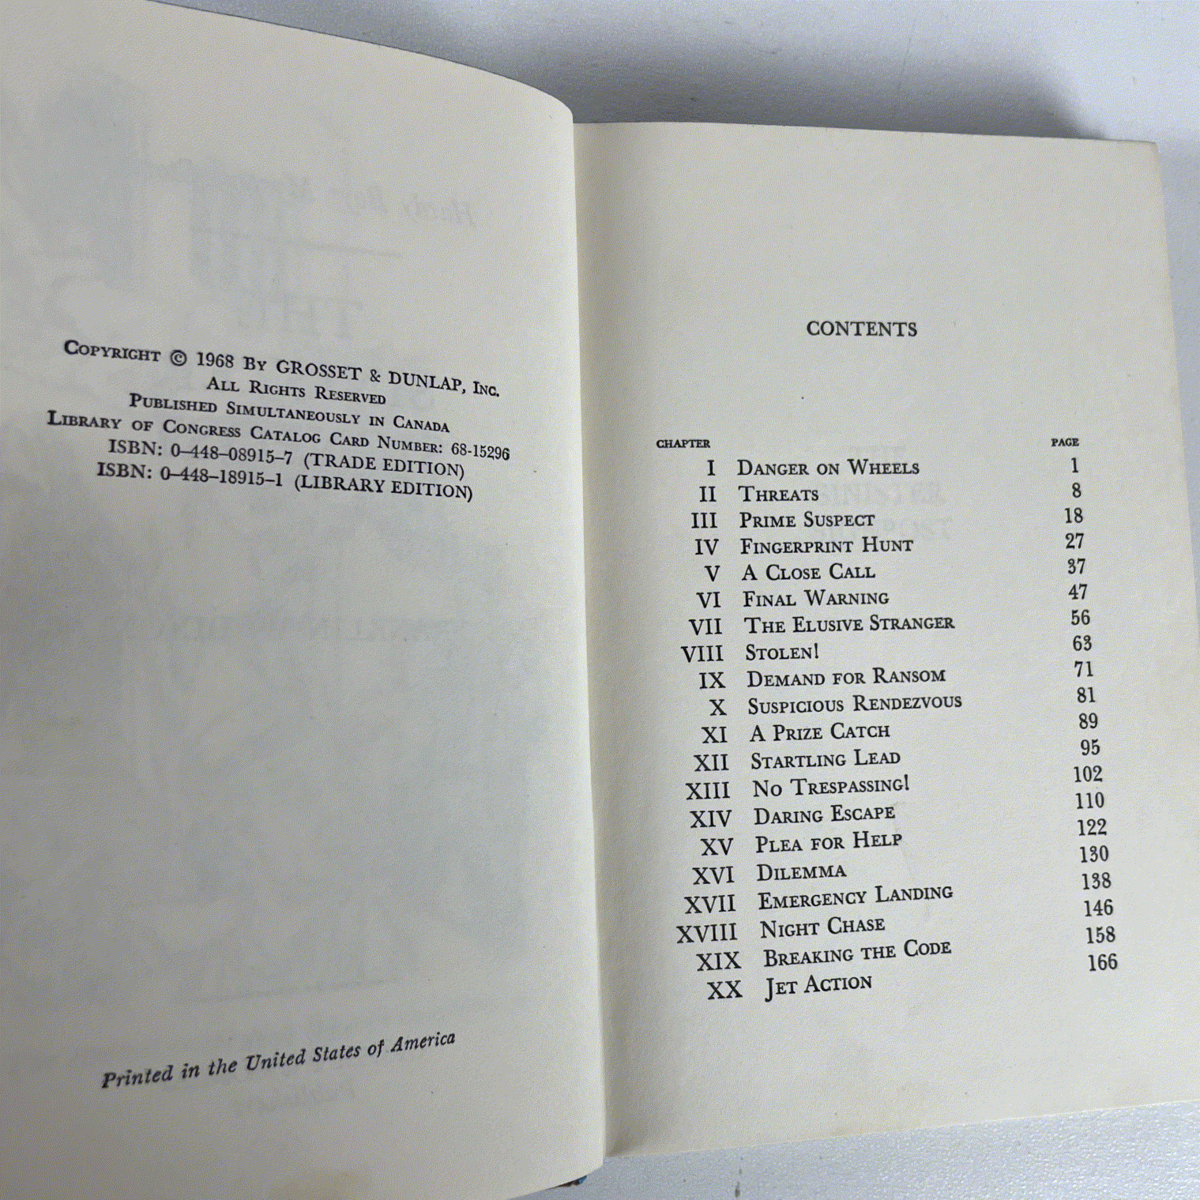 COPYRIGHT © 1968 BY GROSSET & DUNLAP, INC.
ALL RIGHTS RESERVED
PUBLISHED SIMULTANEOUSLY IN CANADA
LIBRARY OF CONGRESS CATALOG CARD NUMBER: 68-15296
ISBN: 0–448–08915–7 (TRADE EDITION)
ISBN: 0–448–18915–1 (LIBRARY EDITION)
Printed in the United States of America
CONTENTS
CHAPTER PAGE
I DANGER ON WHEELS 1
II THREATS 8
III PRIME SUSPECT 18
IV FINGERPRINT HUNT 27
V A CLOSE CALL 37
VI FINAL WARNING 47
VII THE ELUSIVE STRANGER 56
VIII STOLEN! 63
IX DEMAND FOR RANSOM 71
X SUSPICIOUS RENDEZVOUS 81
XI A PRIZE CATCH 89
XII STARTLING LEAD 95
XIII NO TRESPASSING! 102
XIV DARING ESCAPE 110
XV PLEA FOR HELP 122
XVI DILEMMA 130
XVII EMERGENCY LANDING 138
XVIII NIGHT CHASE 146
XIX BREAKING THE CODE 158
XX JET ACTION 166